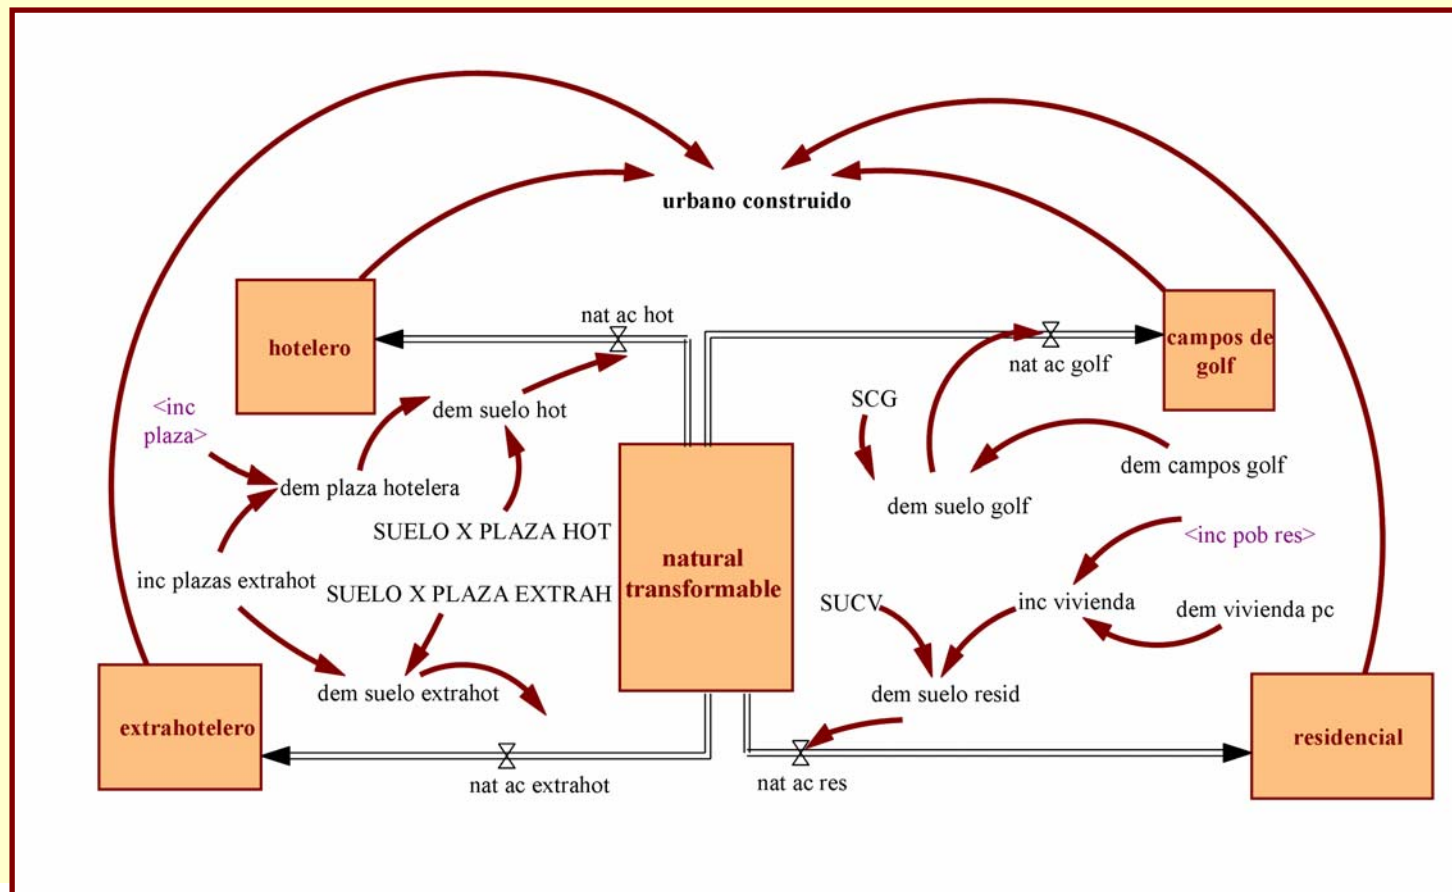 urbano construido
nat ac hot
hotelero
campos de
golf
nat ac golf
<inc
plaza>
dem suelo hot
SCG
dem campos golf
dem plaza hotelera
dem suelo golf
SUELO X PLAZA HOT
<inc pob res>
natural
transformable
inc plazas extrahot
SUELO X PLAZA EXTRAH
SUCV
inc vivienda
dem vivienda pc
dem suelo extrahot
dem suelo resid
extrahotelero
residencial
nat ac extrahot
nat ac res